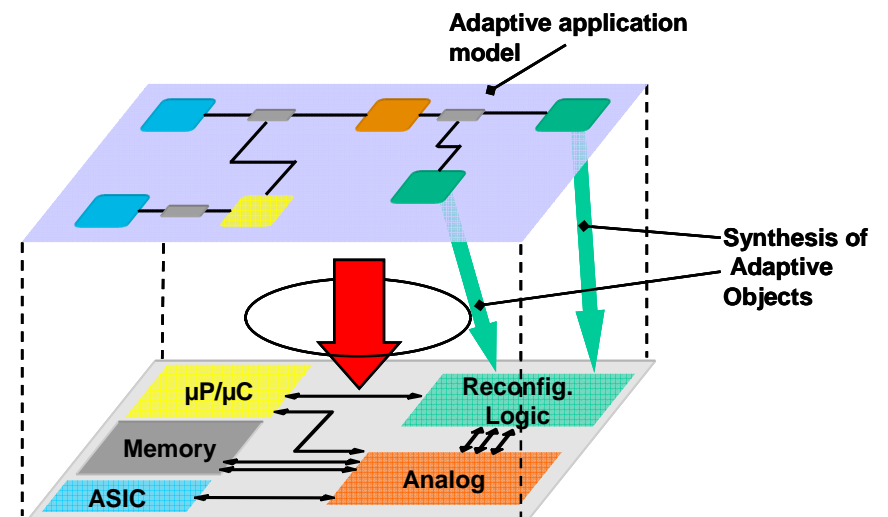 Adaptive application
model
Synthesis of
Adaptive
Objects
µP/µC
Reconfig.
Logic
Memory
Analog
ASIC